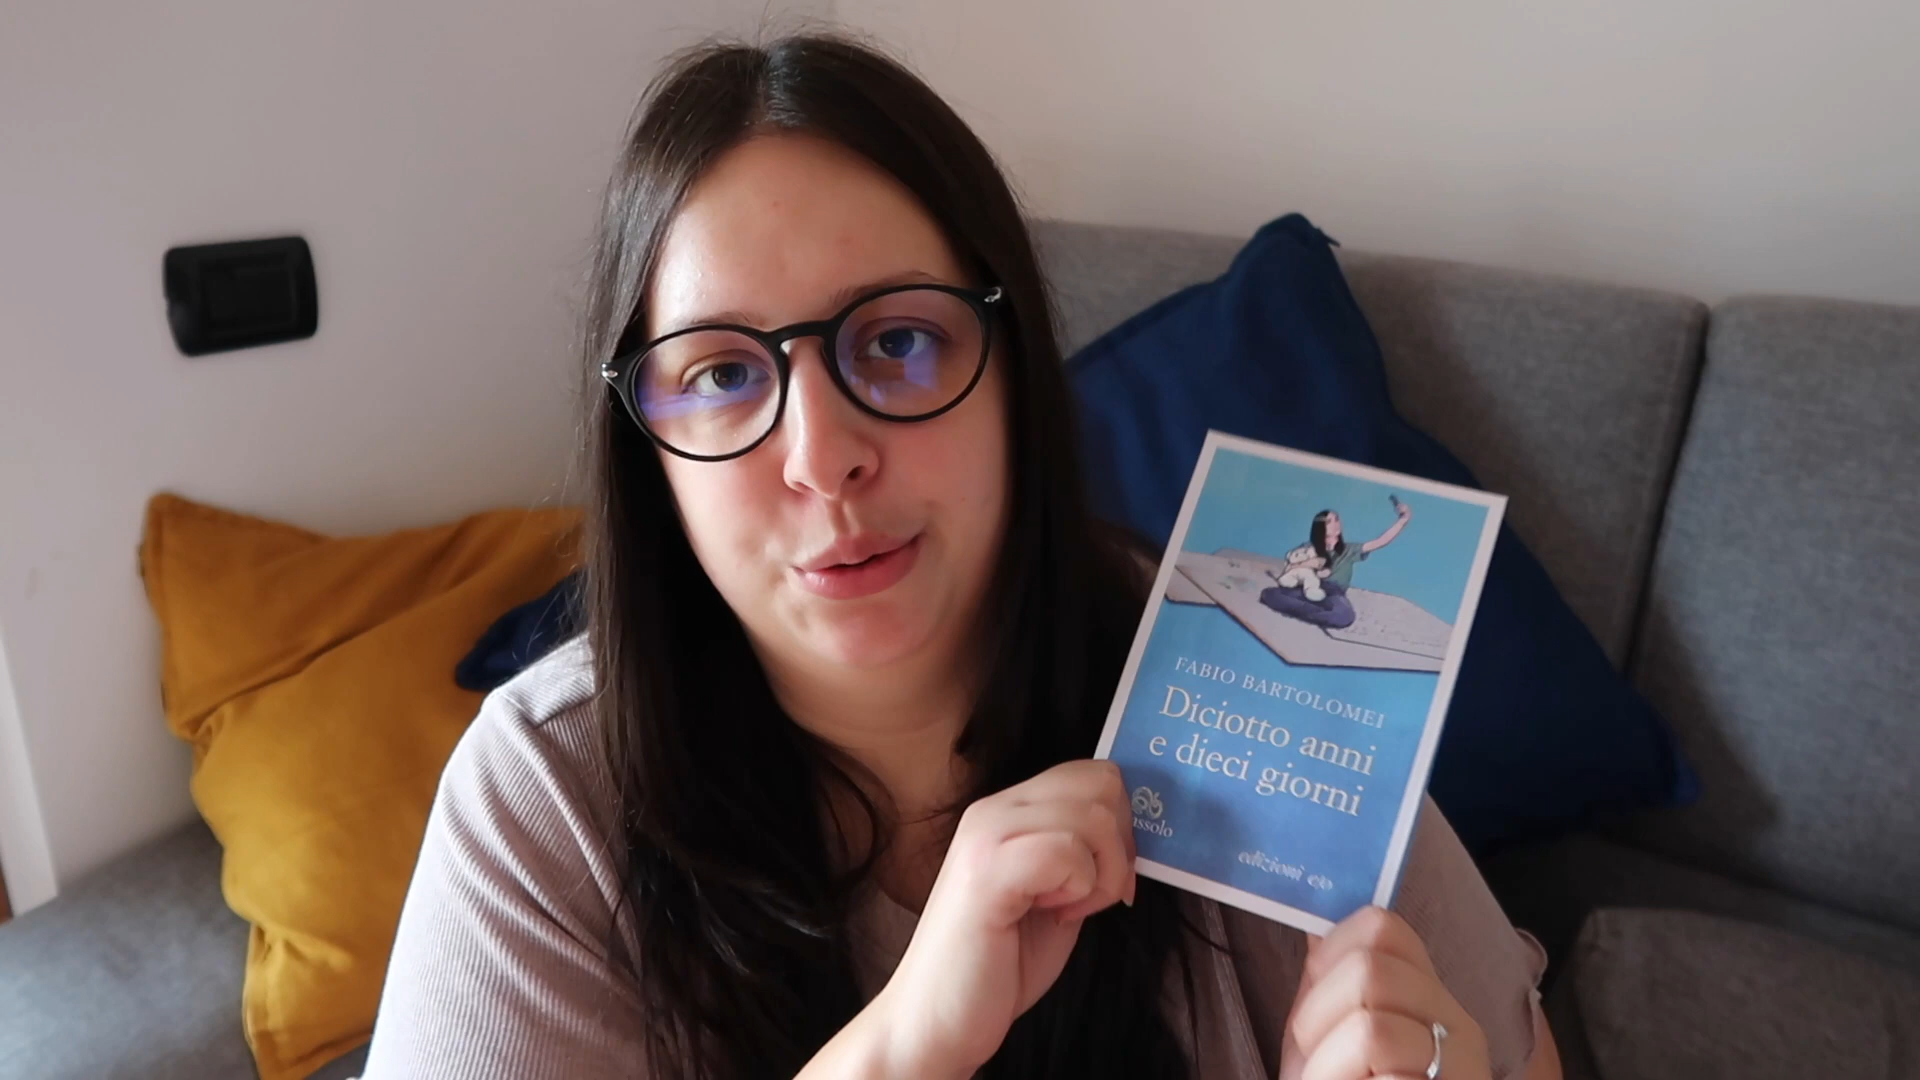 FABIO BARTOLOMEI
Diciotto anni
e dieci giorni
edizioni e/o